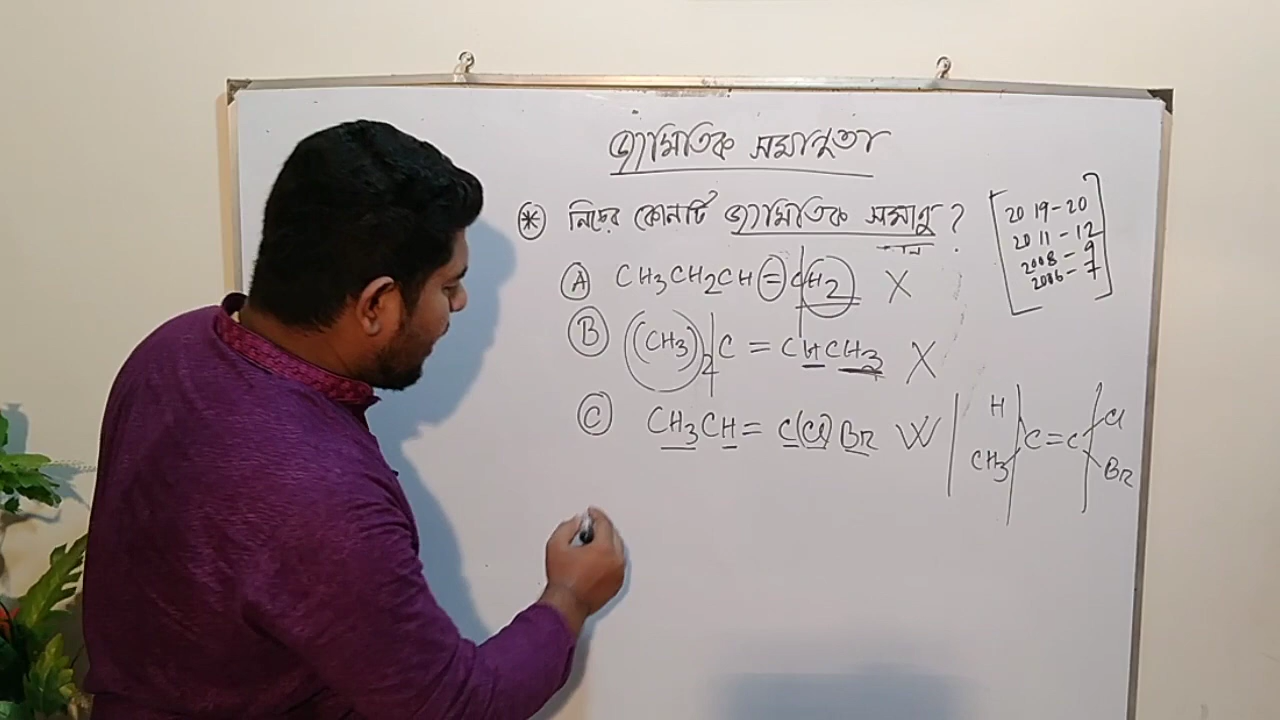 জ্যামিতিক সমানুতা
* নিচের কোনটি জ্যামিতিক সমানু ?
[2019-20
2011-12
2008-9
2006-7]
A CH3CH2CH=CH2 X
B (CH3)2C = CHCH3 X
C CH3CH = C(Cl)Br
H
CH3
C=C
Cl
Br